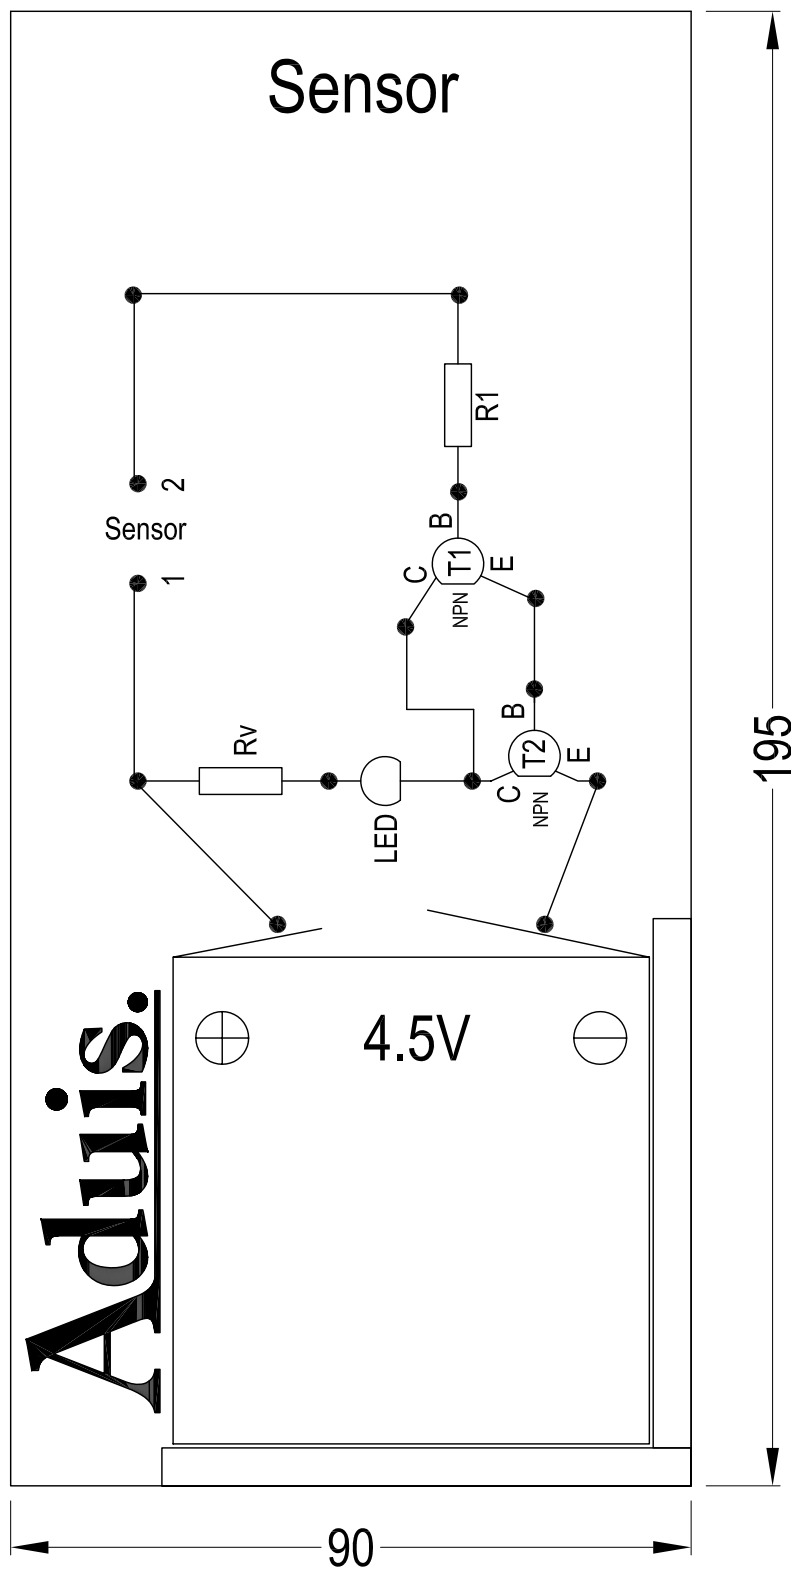 Sensor
R1
2
Sensor
1
B
C
T1
E
NPN
B
Rv
T2
E
C
NPN
LED
195
4.5V
Aduis.
90